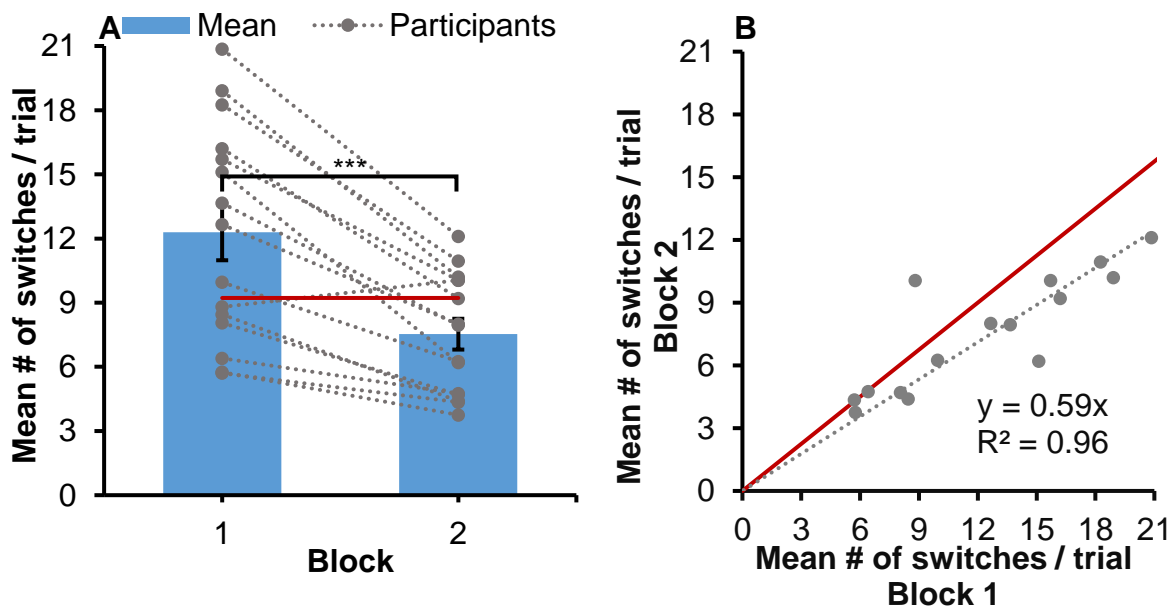 A
Mean
Participants
Mean # of switches / trial
21
18
15
12
9
6
3
0
***
1
2
Block
B
Mean # of switches / trial
Block 2
21
18
15
12
9
6
3
0
y = 0.59x
R² = 0.96
0 3 6 9 12 15 18 21
Mean # of switches / trial
Block 1